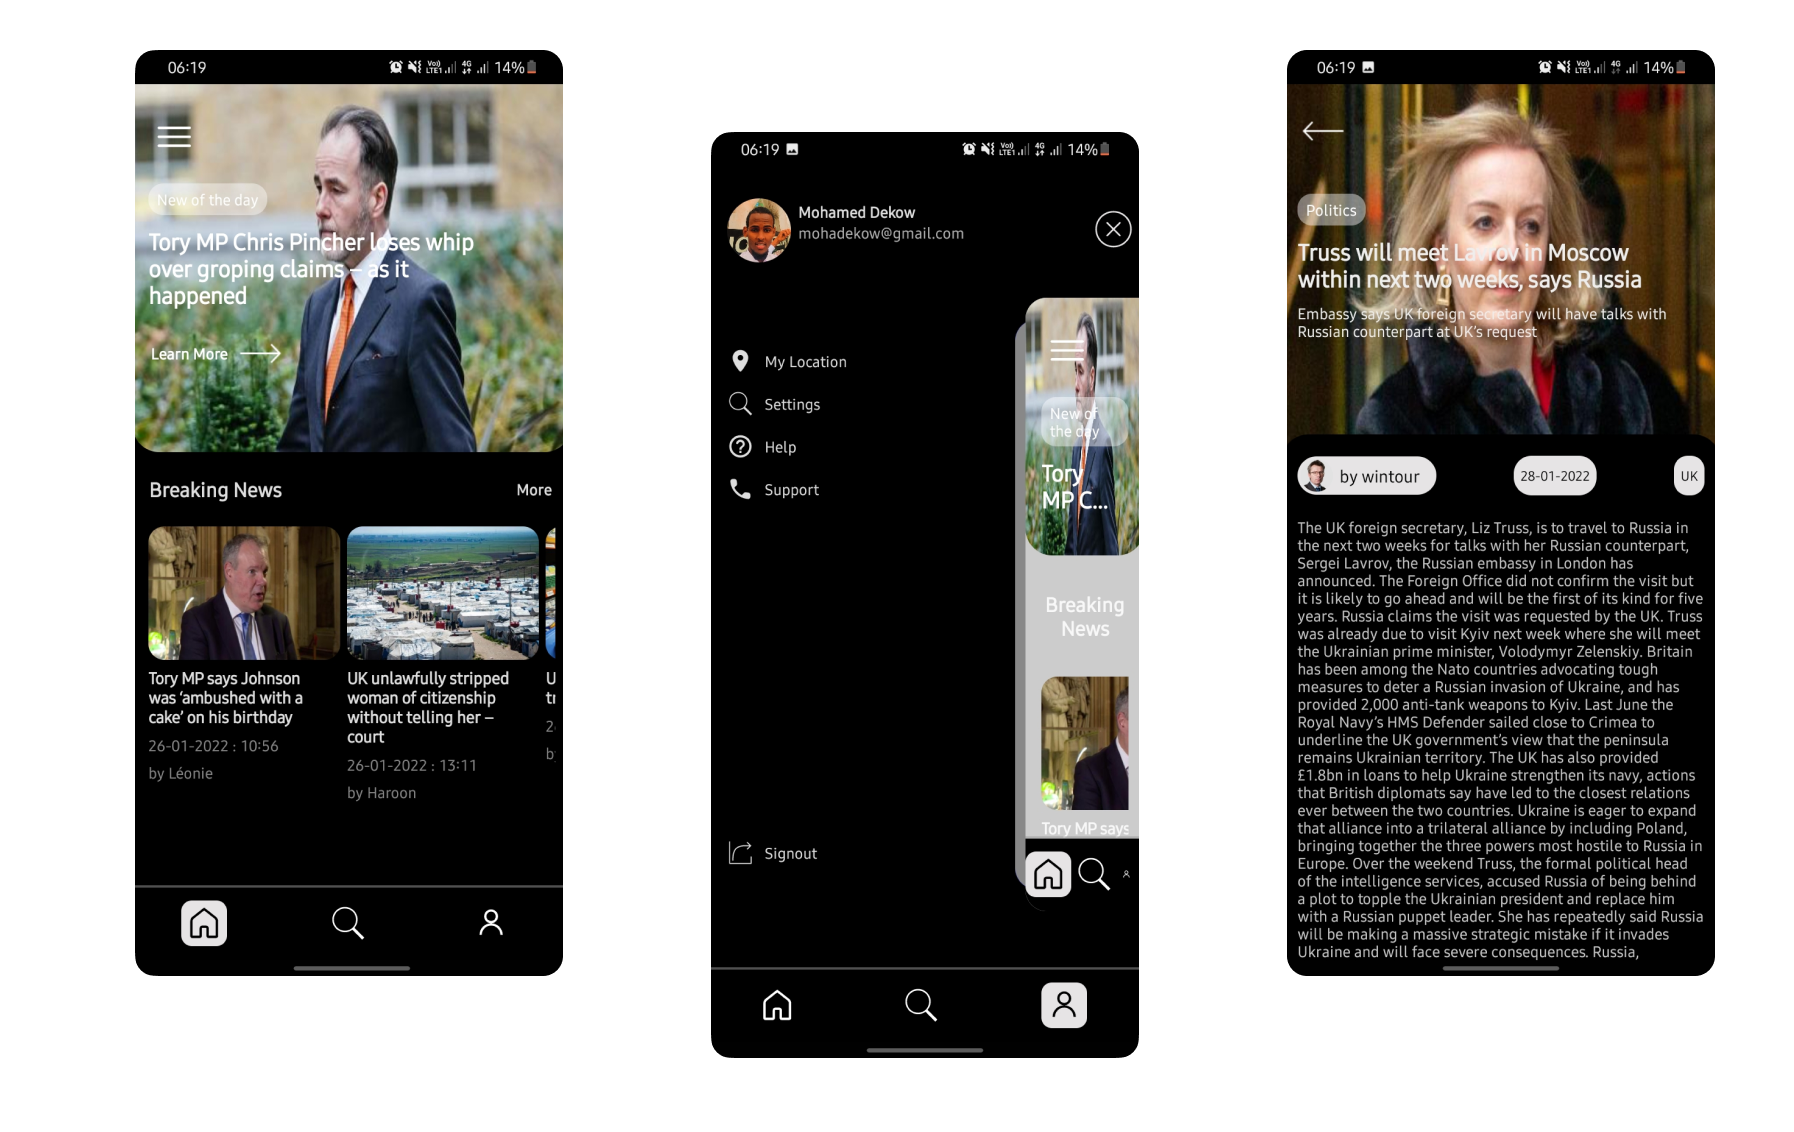 06:19
Vo)) 4G 14%
LTE1
New of the day
Tory MP Chris Pincher loses whip
over groping claims – as it
happened
Learn More
Breaking News
More
Tory MP says Johnson
was ‘ambushed with a
cake’ on his birthday
26-01-2022 : 10:56
by Léonie
UK unlawfully stripped
woman of citizenship
without telling her –
court
26-01-2022 : 13:11
by Haroon
U
tr
2
by
06:19
Vo)) 4G 14%
LTE1
Mohamed Dekow
mohadekow@gmail.com
My Location
Settings
Help
Support
Signout
New of
the day
Tory
MP C...
Breaking
News
Tory MP says
06:19
Vo)) 4G 14%
LTE1
Politics
Truss will meet Lavrov in Moscow
within next two weeks, says Russia
Embassy says UK foreign secretary will have talks with
Russian counterpart at UK’s request
by wintour
28-01-2022
UK
The UK foreign secretary, Liz Truss, is to travel to Russia in
the next two weeks for talks with her Russian counterpart,
Sergei Lavrov, the Russian embassy in London has
announced. The Foreign Office did not confirm the visit but
it is likely to go ahead and will be the first of its kind for five
years. Russia claims the visit was requested by the UK. Truss
was already due to visit Kyiv next week where she will meet
the Ukrainian prime minister, Volodymyr Zelenskiy. Britain
has been among the Nato countries advocating tough
measures to deter a Russian invasion of Ukraine, and has
provided 2,000 anti-tank weapons to Kyiv. Last June the
Royal Navy’s HMS Defender sailed close to Crimea to
underline the UK government’s view that the peninsula
remains Ukrainian territory. The UK has also provided
£1.8bn in loans to help Ukraine strengthen its navy, actions
that British diplomats say have led to the closest relations
ever between the two countries. Ukraine is eager to expand
that alliance into a trilateral alliance by including Poland,
bringing together the three powers most hostile to Russia in
Europe. Over the weekend Truss, the formal political head
of the intelligence services, accused Russia of being behind
a plot to topple the Ukrainian president and replace him
with a Russian puppet leader. She has repeatedly said Russia
will be making a massive strategic mistake if it invades
Ukraine and will face severe consequences. Russia,